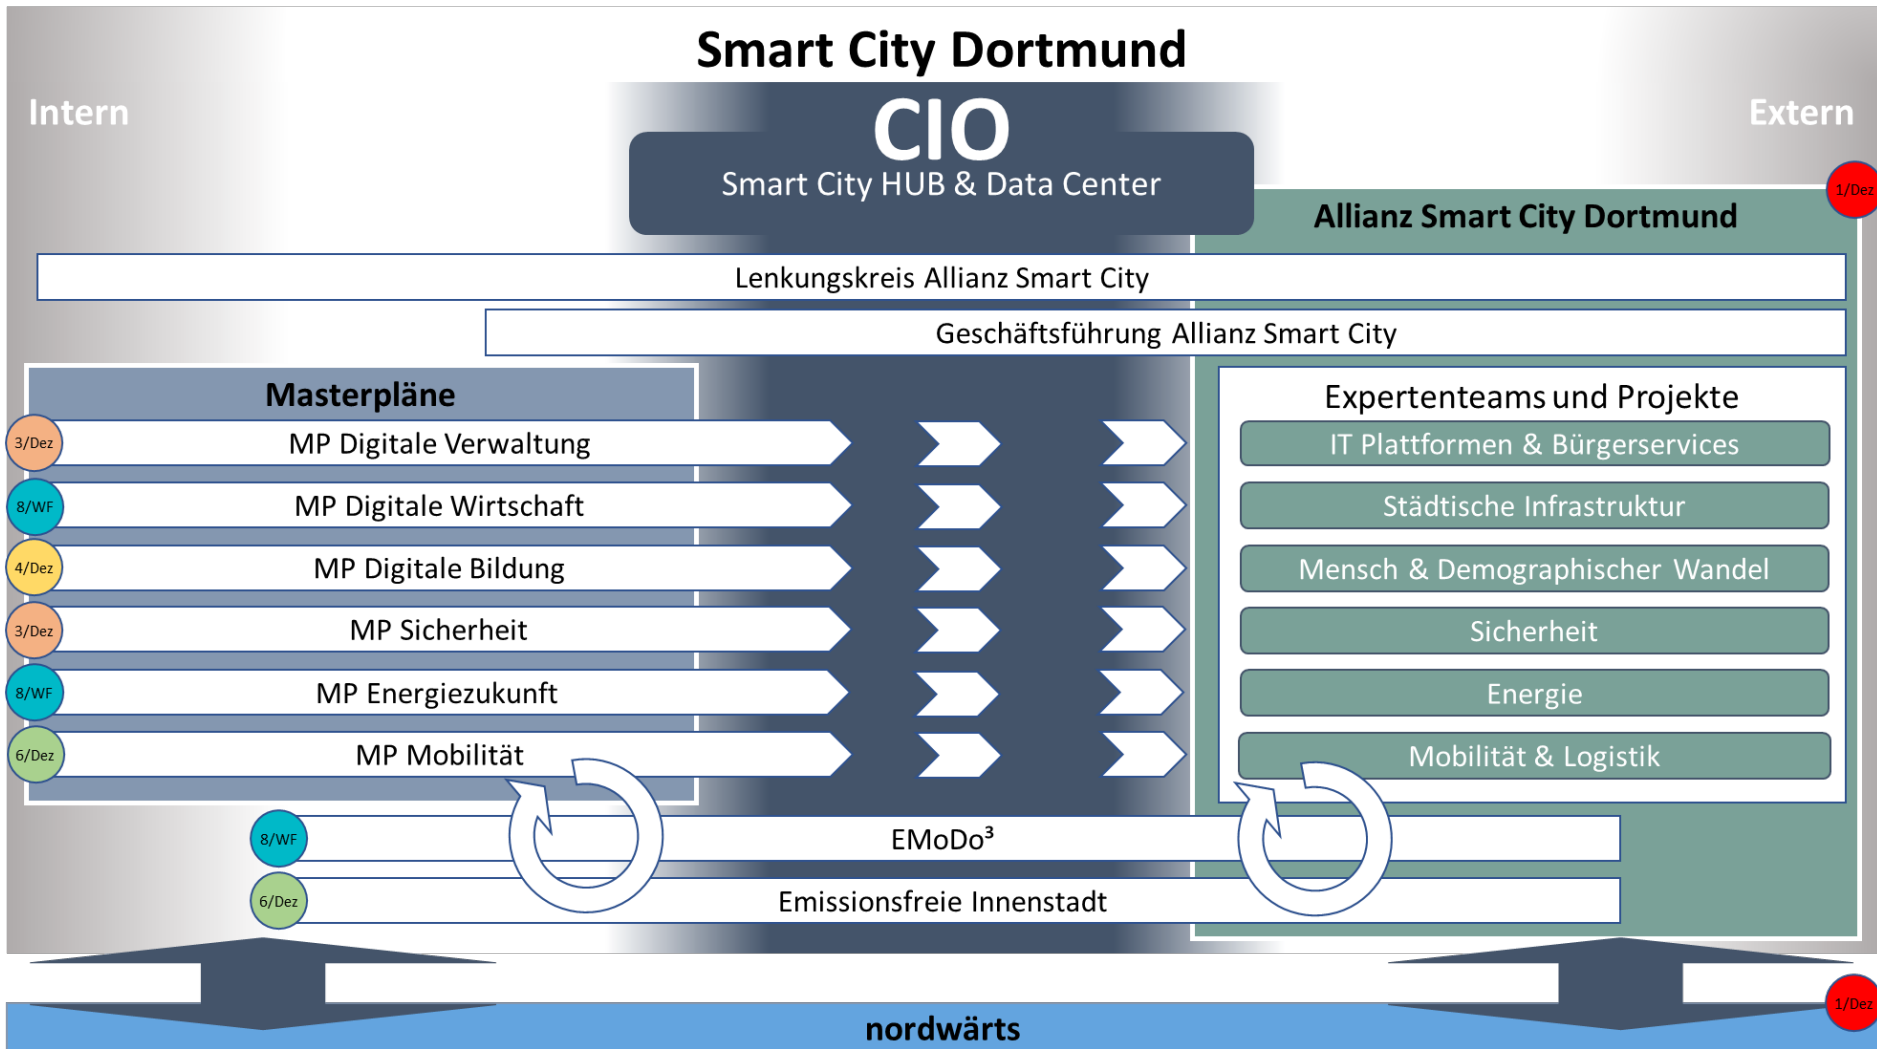 Smart City Dortmund
Intern
CIO
Extern
Smart City HUB & Data Center
1/Dez
Allianz Smart City Dortmund
Lenkungskreis Allianz Smart City
Geschäftsführung Allianz Smart City
Masterpläne
Expertenteams und Projekte
3/Dez
MP Digitale Verwaltung
IT Plattformen & Bürgerservices
8/WF
MP Digitale Wirtschaft
Städtische Infrastruktur
4/Dez
MP Digitale Bildung
Mensch & Demographischer Wandel
3/Dez
MP Sicherheit
Sicherheit
8/WF
MP Energiezukunft
Energie
6/Dez
MP Mobilität
Mobilität & Logistik
8/WF
EMoDo³
6/Dez
Emissionsfreie Innenstadt
1/Dez
nordwärts